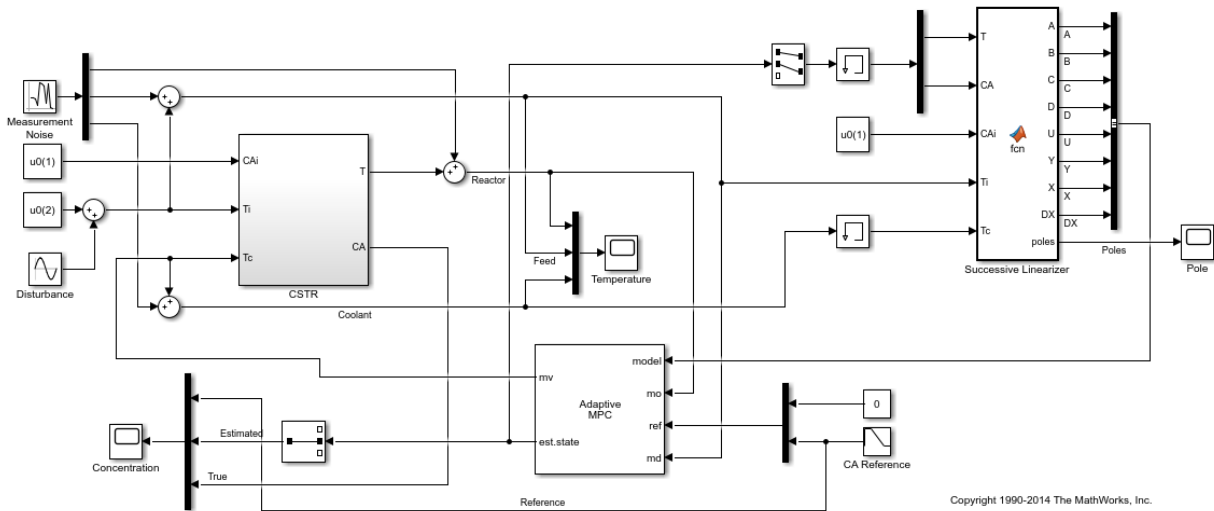 Measurement
Noise
u0(1)
u0(2)
Disturbance
CAi
Ti
Tc
T
CA
CSTR
Reactor
Feed
Coolant
Temperature
u0(1)
T
CA
CAi
Ti
Tc
fcn
A
B
C
D
U
Y
X
DX
poles
A
B
C
D
U
Y
X
DX
Poles
Successive Linearizer
Pole
mv
est.state
Adaptive
MPC
model
mo
ref
md
0
CA Reference
Estimated
True
Concentration
Reference
Copyright 1990-2014 The MathWorks, Inc.